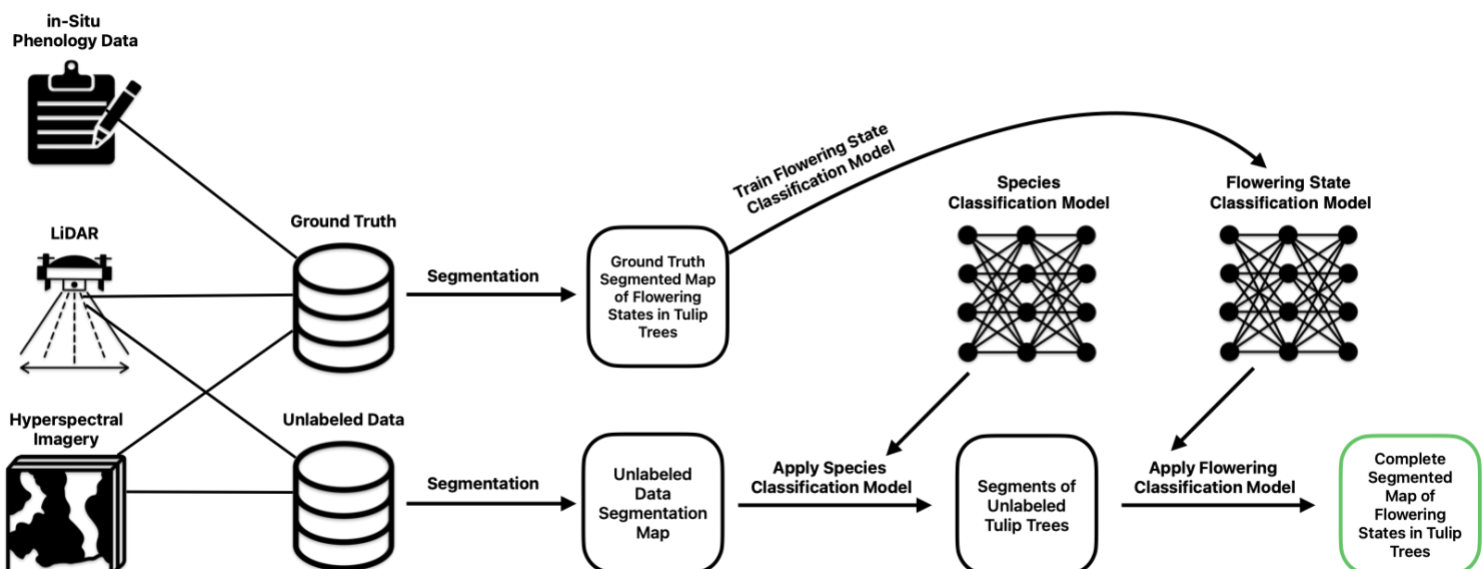 in-Situ
Phenology Data
LiDAR
Hyperspectral
Imagery
Ground Truth
Unlabeled Data
Segmentation
Segmentation
Ground Truth
Segmented Map
of Flowering
States in Tulip
Trees
Unlabeled
Data
Segmentation
Map
Train Flowering State
Classification Model
Species
Classification Model
Flowering State
Classification Model
Apply Species
Classification Model
Segments of
Unlabeled
Tulip Trees
Apply Flowering
Classification Model
Complete
Segmented
Map of
Flowering
States in Tulip
Trees